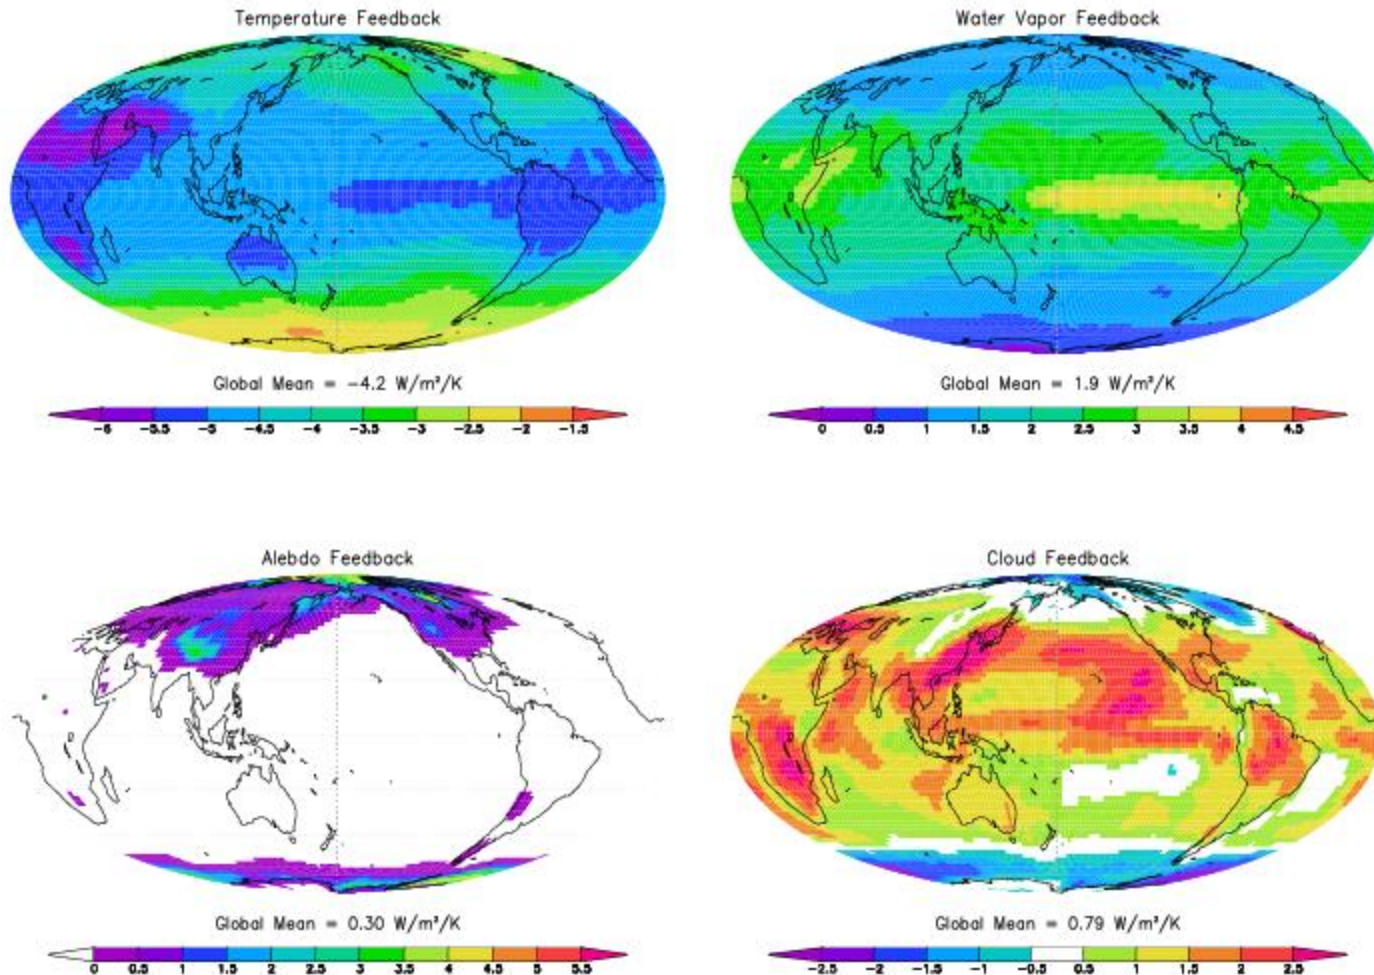 Temperature Feedback
Water Vapor Feedback
Global Mean = -4.2 W/m²/K
Global Mean = 1.9 W/m²/K
-6 -5.5 -5 -4.5 -4 -3.5 -3 -2.5 -2 -1.5
0 0.5 1 1.5 2 2.5 3 3.5 4 4.5
Alebdo Feedback
Cloud Feedback
Global Mean = 0.30 W/m²/K
Global Mean = 0.79 W/m²/K
0 0.5 1 1.5 2 2.5 3 3.5 4 4.5 5 5.5
-2.5 -2 -1.5 -1 -0.5 0.5 1 1.5 2 2.5